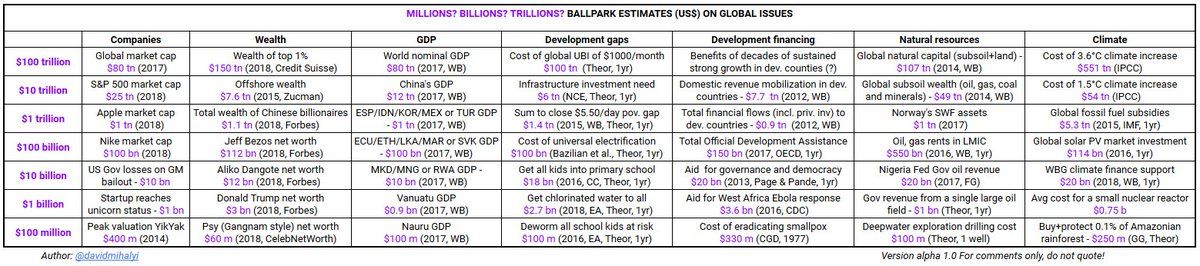 MILLIONS? BILLIONS? TRILLIONS? BALLPARK ESTIMATES (US$) ON GLOBAL ISSUES
Companies Wealth GDP Development gaps Development financing Natural resources Climate
$100 trillion
Global market cap
$80 tn (2017)
Wealth of top 1%
$150 tn (2018, Credit Suisse)
World nominal GDP
$80 tn (2017, WB)
Cost of global UBI of $1000/month
$100 tn (Theor, 1yr)
Benefits of decades of sustained
strong growth in dev. countries (?)
Global natural capital (subsoil+land) -
$107 tn (2014, WB)
Cost of 3.6°C climate increase
$551 tn (IPCC)
$10 trillion
S&P 500 market cap
$25 tn (2018)
Offshore wealth
$7.6 tn (2015, Zucman)
China's GDP
$12 tn (2017, WB)
Infrastructure investment need
$6 tn (NCE, Theor, 1yr)
Domestic revenue mobilization in dev.
countries - $7.7 tn (2012, WB)
Global subsoil wealth (oil, gas, coal
and minerals) - $49 tn (2014, WB)
Cost of 1.5°C climate increase
$54 tn (IPCC)
$1 trillion
Apple market cap
$1 tn (2018)
Total wealth of Chinese billionaires
$1.1 tn (2018, Forbes)
ESP/IDN/KOR/MEX or TUR GDP
- $1 tn (2017, WB)
Sum to close $5.50/day pov. gap
$1.4 tn (2015, WB, Theor, 1yr)
Total financial flows (incl. priv. inv) to
dev. countries - $0.9 tn (2012, WB)
Norway's SWF assets
$1 tn (2017)
Global fossil fuel subsidies
$5.3 tn (2015, IMF, 1yr)
$100 billion
Nike market cap
$100 bn (2018)
Jeff Bezos net worth
$112 bn (2018, Forbes)
ECU/ETH/LKA/MAR or SVK GDP
- $100 bn (2017, WB)
Cost of universal electrification
$100 bn (Bazilian et al., Theor, 1yr)
Total Official Development Assistance
$150 bn (2017, OECD, 1yr)
Oil, gas rents in LMIC
$550 bn (2016, WB, 1yr)
Global solar PV market investment
$114 bn (2016, 1yr)
$10 billion
US Gov losses on GM
bailout - $10 bn
Aliko Dangote net worth
$12 bn (2018, Forbes)
MKD/MNG or RWA GDP -
$10 bn (2017, WB)
Get all kids into primary school
$18 bn (2016, CC, Theor, 1yr)
Aid for governance and democracy
$20 bn (2013, Page & Pande, 1yr)
Nigeria Fed Gov oil revenue
$20 bn (2017, FG)
WBG climate finance support
$20 bn (2018, WB, 1yr)
$1 billion
Startup reaches
unicorn status - $1 bn
Donald Trump net worth
$3 bn (2018, Forbes)
Vanuatu GDP
$0.9 bn (2017, WB)
Get chlorinated water to all
$2.7 bn (2018, EA, Theor, 1yr)
Aid for West Africa Ebola response
$3.6 bn (2016, CDC)
Gov revenue from a single large oil
field - $1 bn (Theor, 1yr)
Avg cost for a small nuclear reactor
$0.75 b
$100 million
Peak valuation YikYak
$400 m (2014)
Psy (Gangnam style) net worth
$60 m (2018, CelebNetWorth)
Nauru GDP
$100 m (2017, WB)
Deworm all school kids at risk
$100 m (2016, EA, Theor, 1yr)
Cost of eradicating smallpox
$330 m (CGD, 1977)
Deepwater exploration drilling cost
$100 m (Theor, 1 well)
Buy+protect 0.1% of Amazonian
rainforest - $250 m (GG, Theor)
Author: @davidmihalyi Version alpha 1.0 For comments only, do not quote!